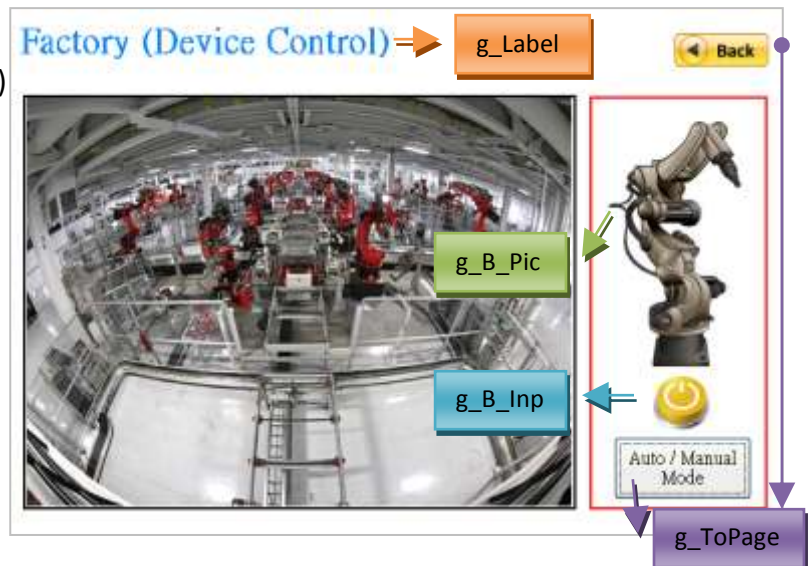 Factory (Device Control)
g_Label
Back
)
g_B_Pic
g_B_Inp
Auto / Manual
Mode
g_ToPage